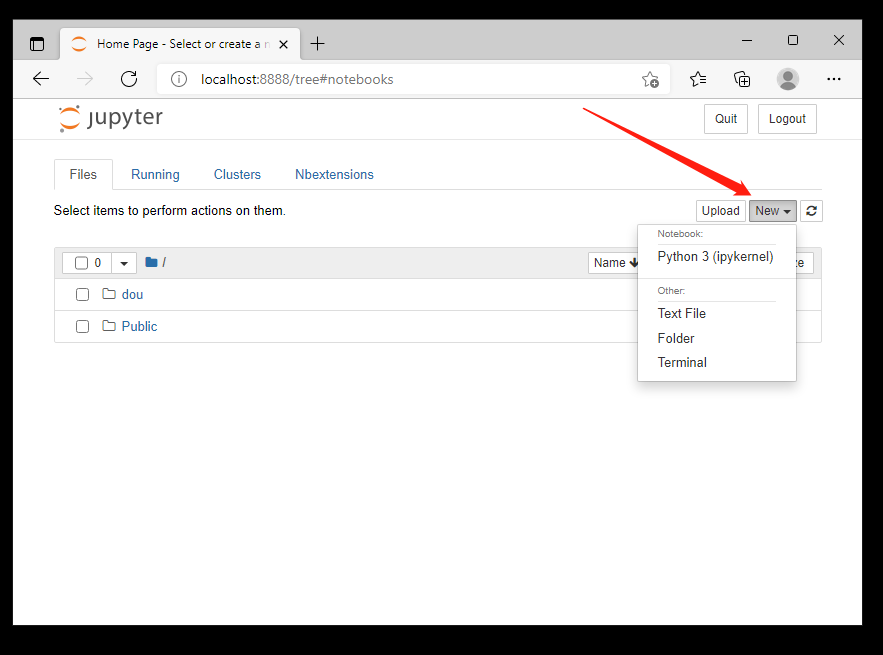 Home Page - Select or create a n
localhost:8888/tree#notebooks
jupyter
Quit
Logout
Files
Running
Clusters
Nbextensions
Select items to perform actions on them.
Upload
New
0
/
Name
ze
Notebook:
Python 3 (ipykernel)
Other:
Text File
Folder
Terminal
dou
Public